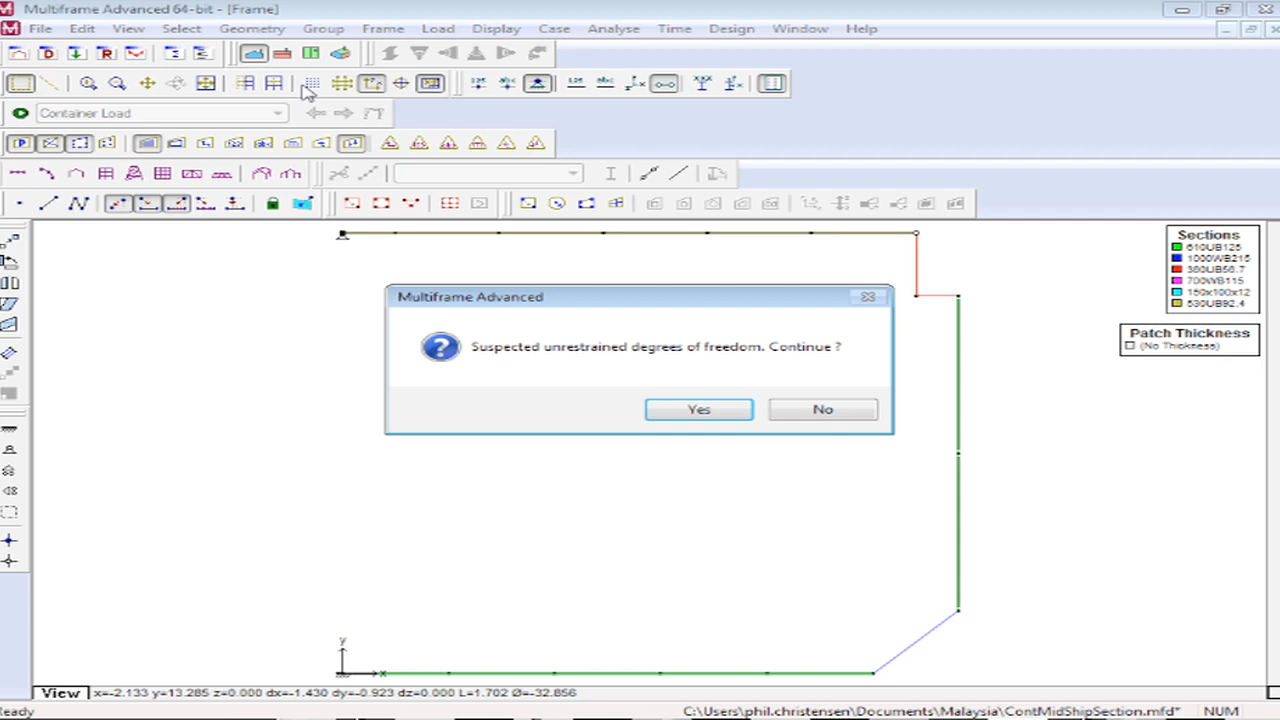 Multiframe Advanced 64-bit - [Frame]
File Edit View Select Geometry Group Frame Load Display Case Analyse Time Design Window Help
Container Load
Sections
610UB125
1000WB215
360UB56.7
700WB115
150x100x12
530UB92.4
Patch Thickness
(No Thickness)
Multiframe Advanced
Suspected unrestrained degrees of freedom. Continue ?
Yes No
y
x
View x=-2.133 y=13.285 z=0.000 dx=-1.430 dy=-0.923 dz=0.000 L=1.702 Ø=-32.856
Ready C:\Users\phil.christensen\Documents\Malaysia\ContMidShipSection.mfd* NUM